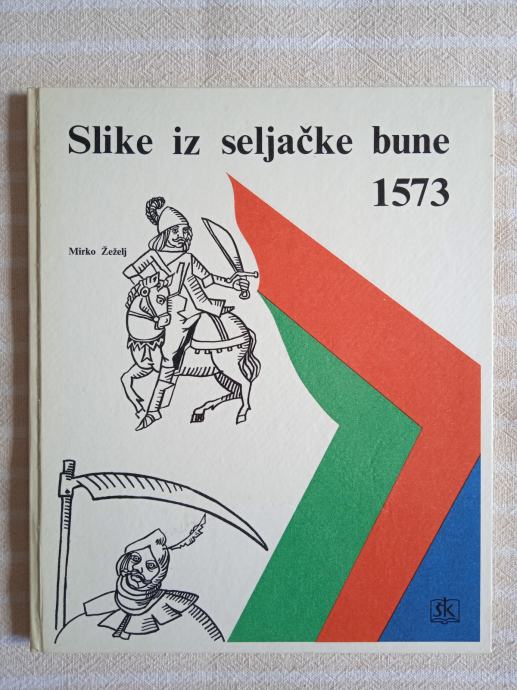 Slike iz seljačke bune
1573
Mirko Žeželj
ŠK